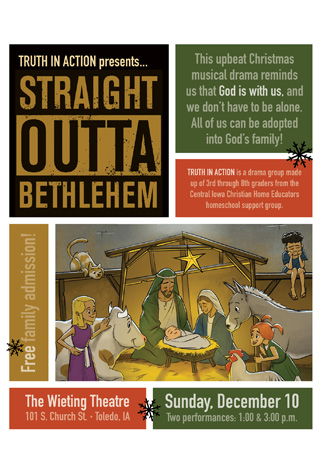 TRUTH IN ACTION presents...
STRAIGHT
OUTTA
BETHLEHEM
This upbeat Christmas
musical drama reminds
us that God is with us, and
we don't have to be alone.
All of us can be adopted
into God's family!
TRUTH IN ACTION is a drama group made
up of 3rd through 8th graders from the
Central Iowa Christian Home Educators
homeschool support group.
Free family admission!
The Wieting Theatre
101 S. Church St. • Toledo, IA
Sunday, December 10
Two performances: 1:00 & 3:00 p.m.